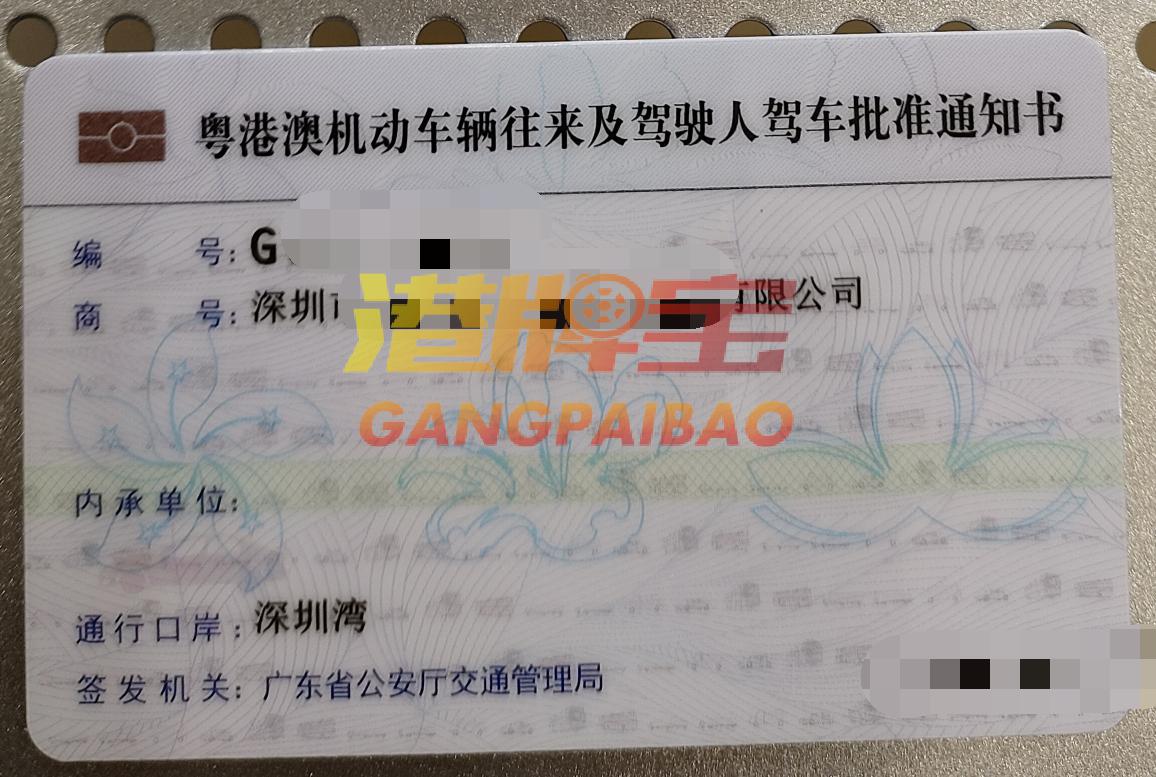 粤港澳机动车辆往来及驾驶人驾车批准通知书
编号：G
商号：深圳 有限公司
港牌宝
GANGPAIBAO
内承单位：
通行口岸：深圳湾
签发机关：广东省公安厅交通管理局